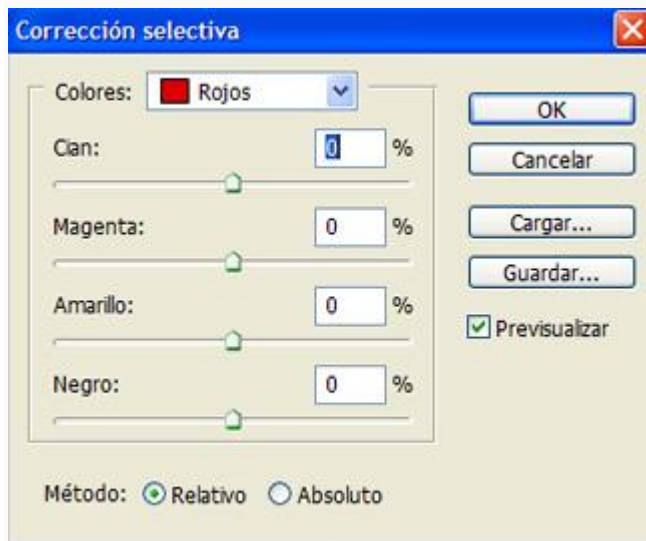 Corrección selectiva
Colores: Rojos
Cian: 0 %
Magenta: 0 %
Amarillo: 0 %
Negro: 0 %
Método: Relativo Absoluto
OK
Cancelar
Cargar...
Guardar...
Previsualizar